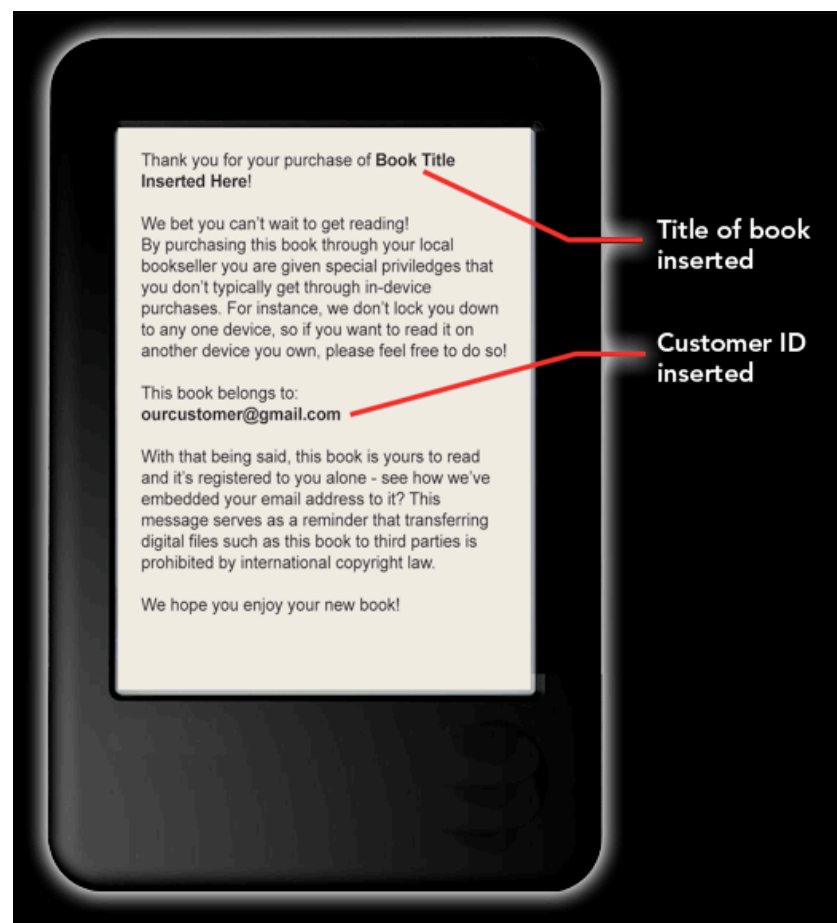 Thank you for your purchase of Book Title
Inserted Here!
We bet you can't wait to get reading!
By purchasing this book through your local
bookseller you are given special priviledges that
you don't typically get through in-device
purchases. For instance, we don't lock you down
to any one device, so if you want to read it on
another device you own, please feel free to do so!
This book belongs to:
ourcustomer@gmail.com
With that being said, this book is yours to read
and it's registered to you alone - see how we've
embedded your email address to it? This
message serves as a reminder that transferring
digital files such as this book to third parties is
prohibited by international copyright law.
We hope you enjoy your new book!
Title of book
inserted
Customer ID
inserted